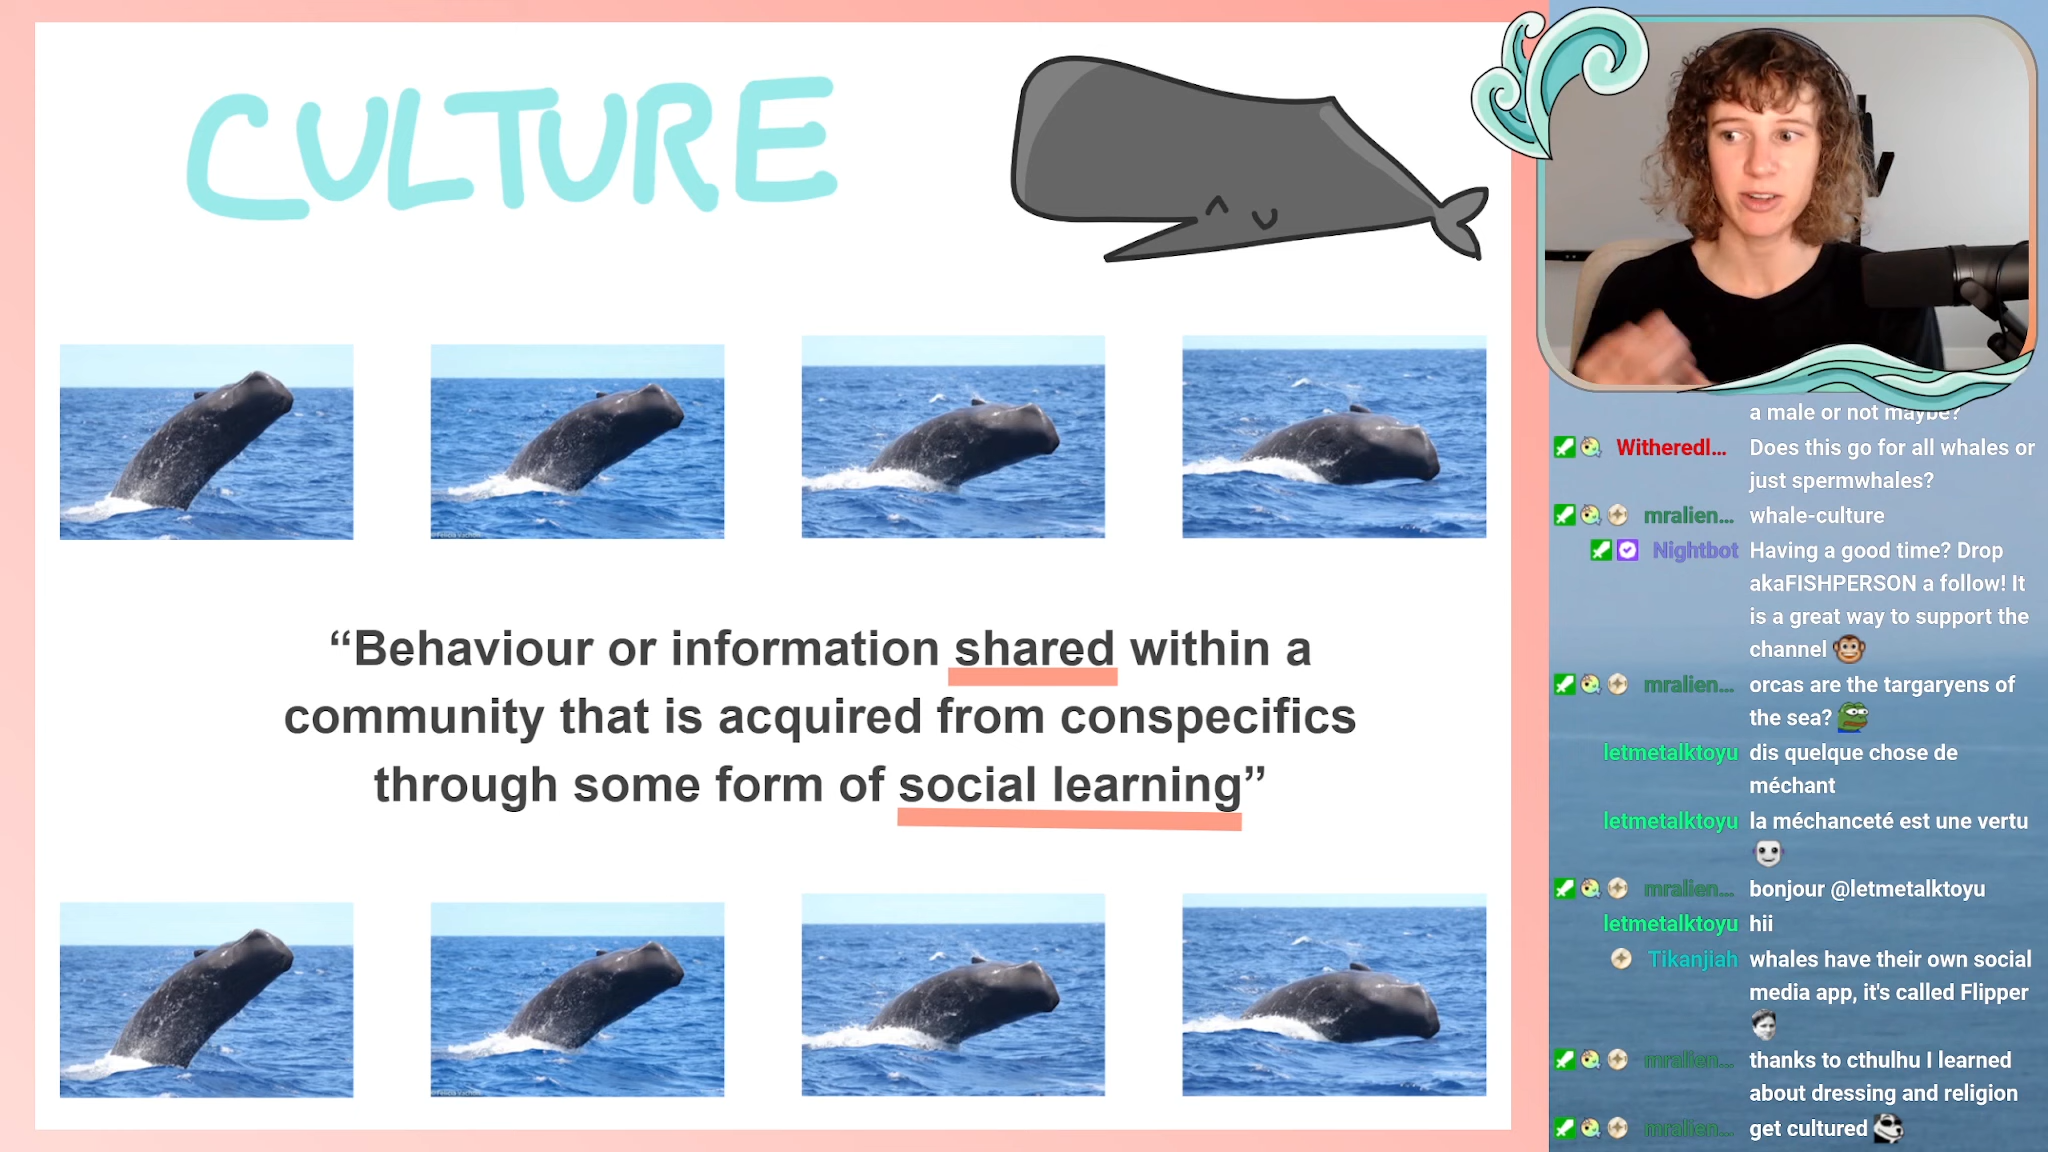 CULTURE
“Behaviour or information shared within a
community that is acquired from conspecifics
through some form of social learning”
a male or not maybe?
Witheredl... Does this go for all whales or
just spermwhales?
mralien... whale-culture
Nightbot Having a good time? Drop
akaFISHPERSON a follow! It
is a great way to support the
channel
mralien... orcas are the targaryens of
the sea?
letmetalktoyu dis quelque chose de
méchant
letmetalktoyu la méchanceté est une vertu
mralien... bonjour @letmetalktoyu
letmetalktoyu hii
Tikanjiah whales have their own social
media app, it's called Flipper
mralien... thanks to cthulhu I learned
about dressing and religion
mralien... get cultured